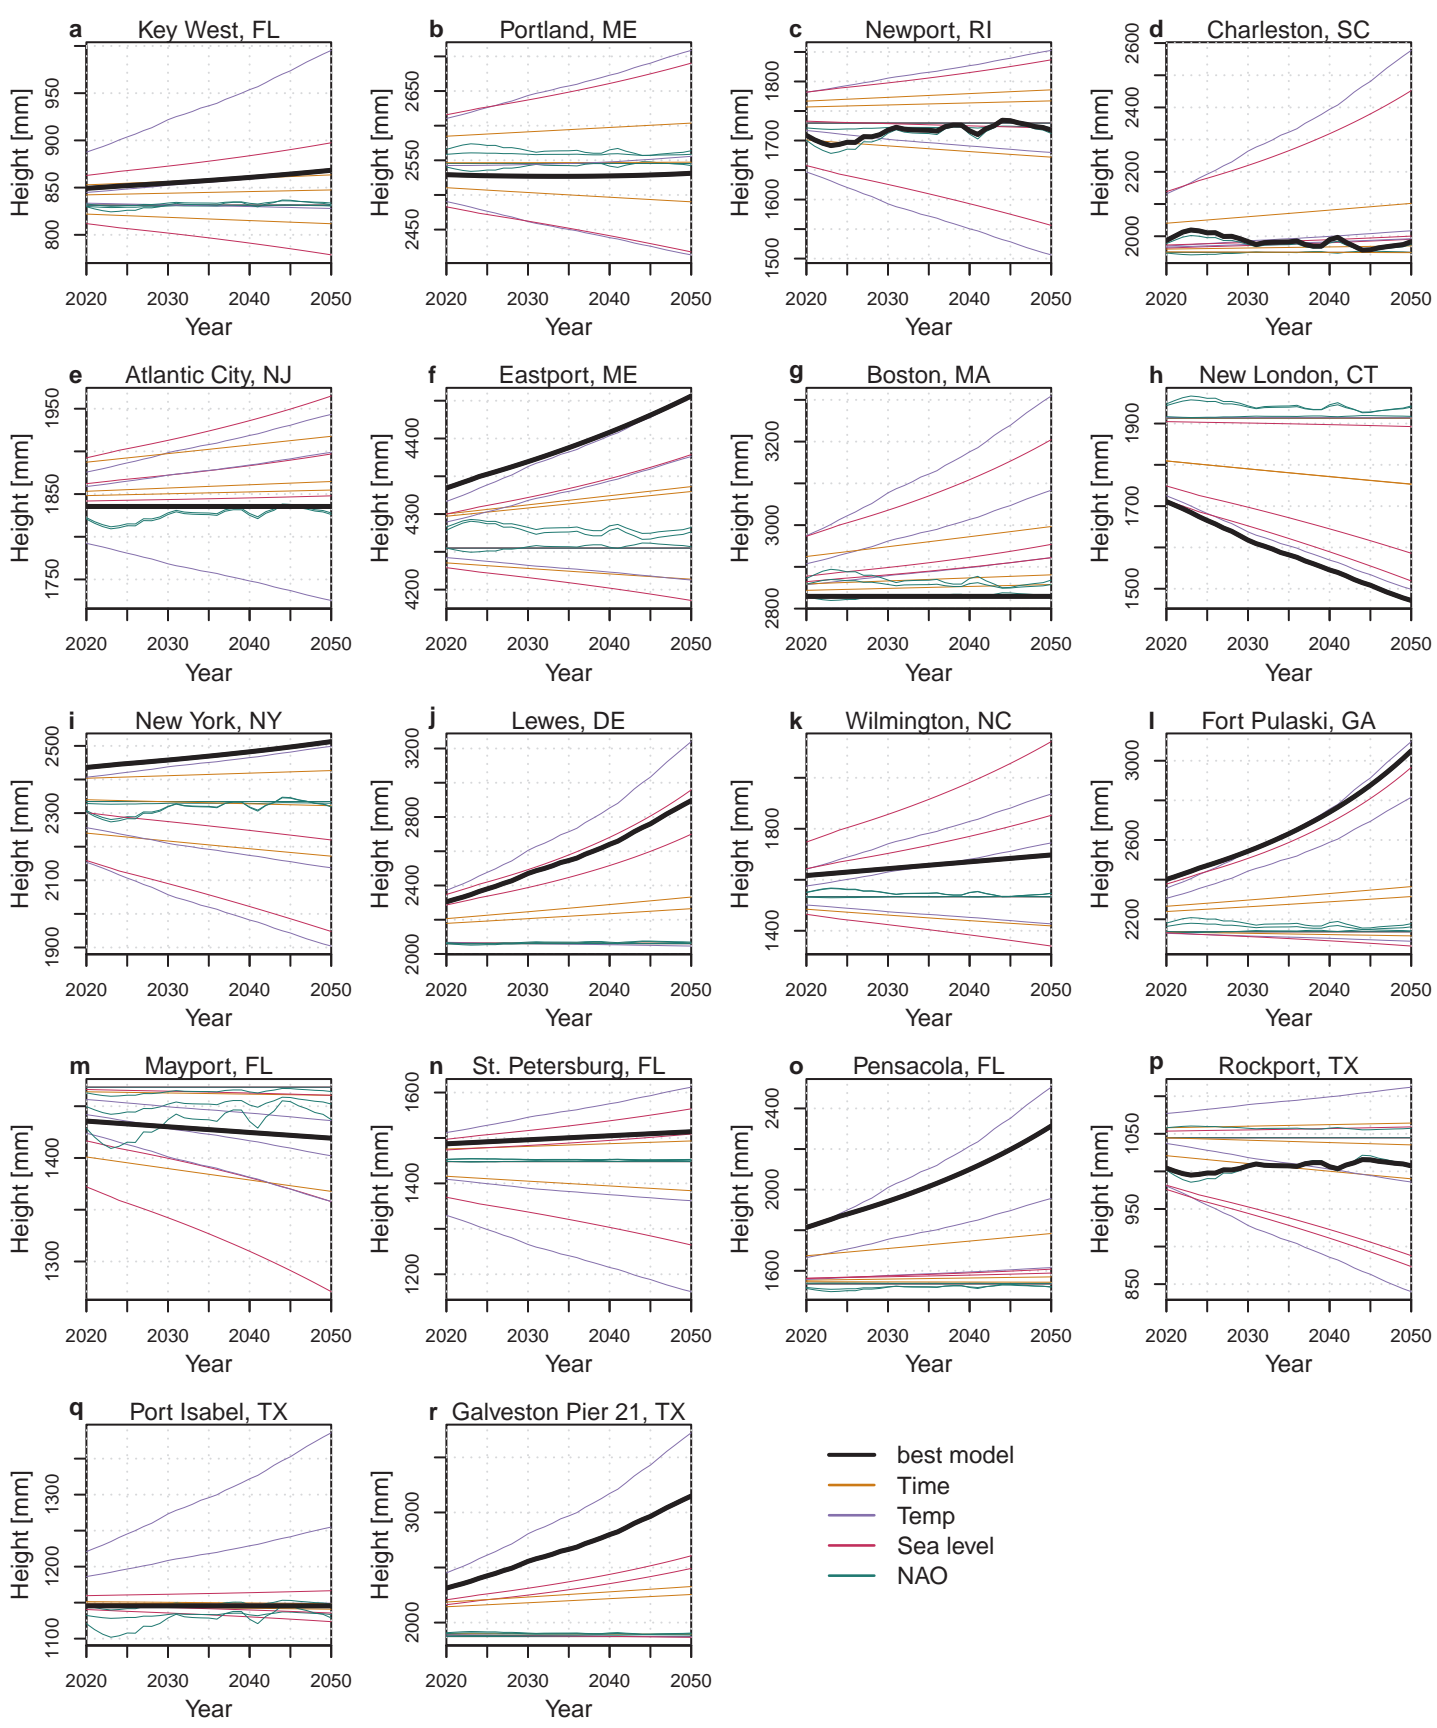 a Key West, FL
Height [mm]
950
900
850
800
2020 2030 2040 2050
Year
b Portland, ME
Height [mm]
2650
2550
2450
2020 2030 2040 2050
Year
c Newport, RI
Height [mm]
1800
1700
1600
1500
2020 2030 2040 2050
Year
d Charleston, SC
Height [mm]
2600
2400
2200
2000
2020 2030 2040 2050
Year
e Atlantic City, NJ
Height [mm]
1950
1850
1750
2020 2030 2040 2050
Year
f Eastport, ME
Height [mm]
4400
4300
4200
2020 2030 2040 2050
Year
g Boston, MA
Height [mm]
3200
3000
2800
2020 2030 2040 2050
Year
h New London, CT
Height [mm]
1900
1700
1500
2020 2030 2040 2050
Year
i New York, NY
Height [mm]
2500
2300
2100
1900
2020 2030 2040 2050
Year
j Lewes, DE
Height [mm]
3200
2800
2400
2000
2020 2030 2040 2050
Year
k Wilmington, NC
Height [mm]
1800
1400
2020 2030 2040 2050
Year
l Fort Pulaski, GA
Height [mm]
3000
2600
2200
2020 2030 2040 2050
Year
m Mayport, FL
Height [mm]
1400
1300
2020 2030 2040 2050
Year
n St. Petersburg, FL
Height [mm]
1600
1400
1200
2020 2030 2040 2050
Year
o Pensacola, FL
Height [mm]
2400
2000
1600
2020 2030 2040 2050
Year
p Rockport, TX
Height [mm]
1050
950
850
2020 2030 2040 2050
Year
q Port Isabel, TX
Height [mm]
1300
1200
1100
2020 2030 2040 2050
Year
r Galveston Pier 21, TX
Height [mm]
3000
2000
2020 2030 2040 2050
Year
best model
Time
Temp
Sea level
NAO